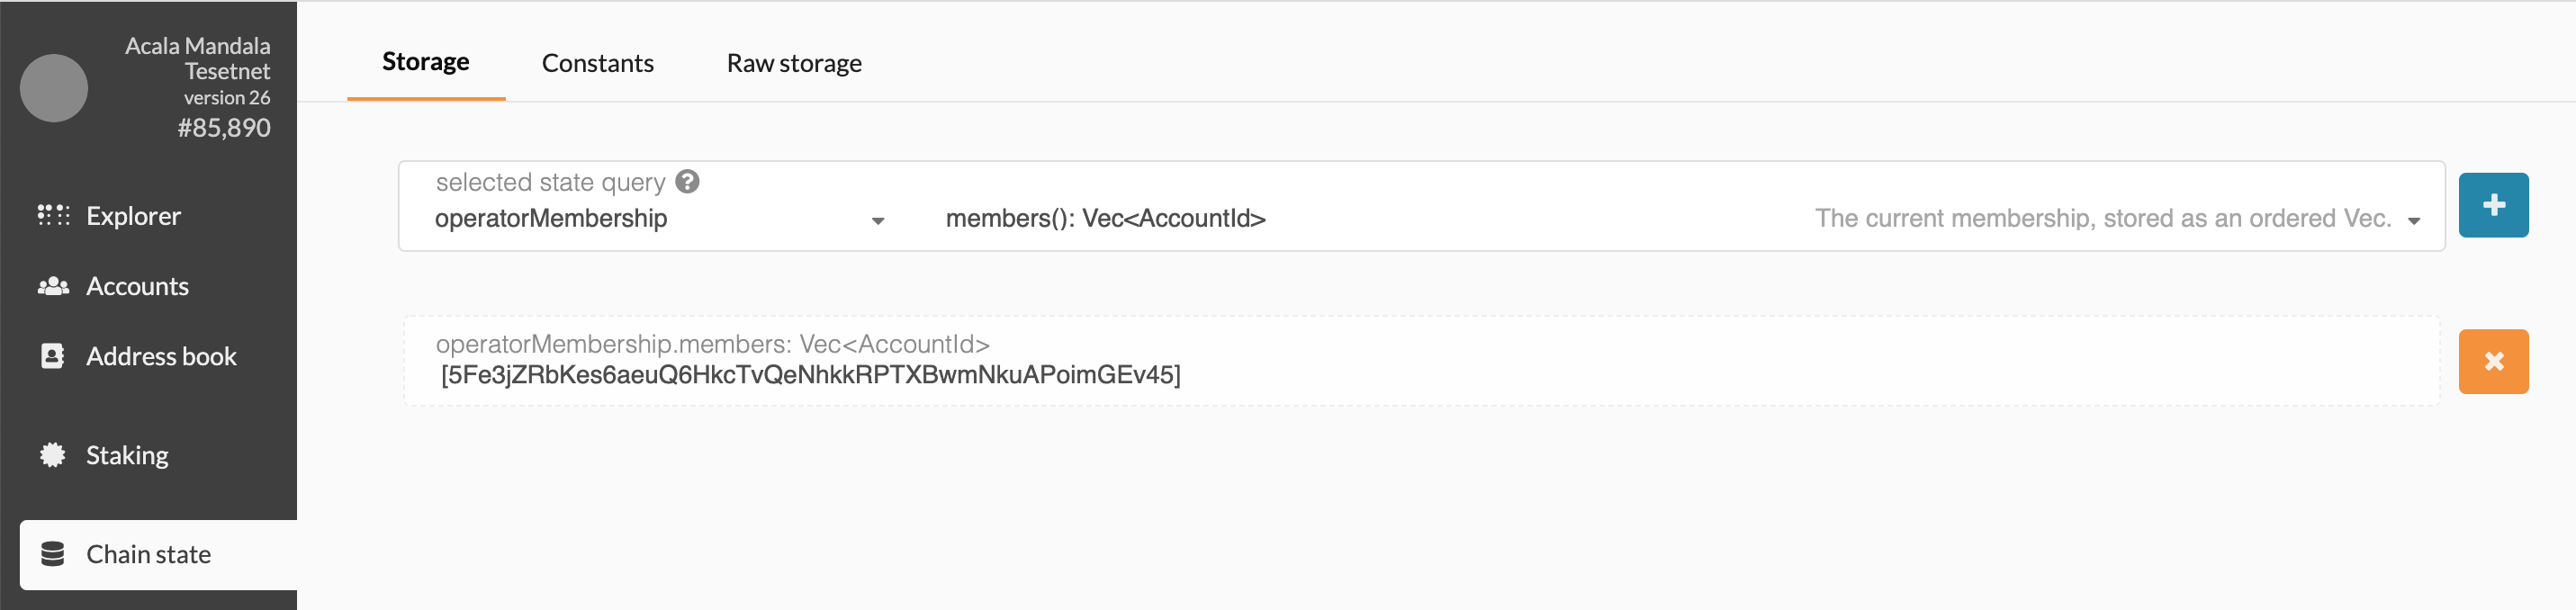 Acala Mandala
Tesetnet
version 26
#85,890
Explorer
Accounts
Address book
Staking
Chain state
Storage Constants Raw storage
selected state query
operatorMembership members(): Vec<AccountId> The current membership, stored as an ordered Vec.
operatorMembership.members: Vec<AccountId>
[5Fe3jZRbKes6aeuQ6HkcTvQeNhkkRPTXBwmNkuAPoimGEv45]